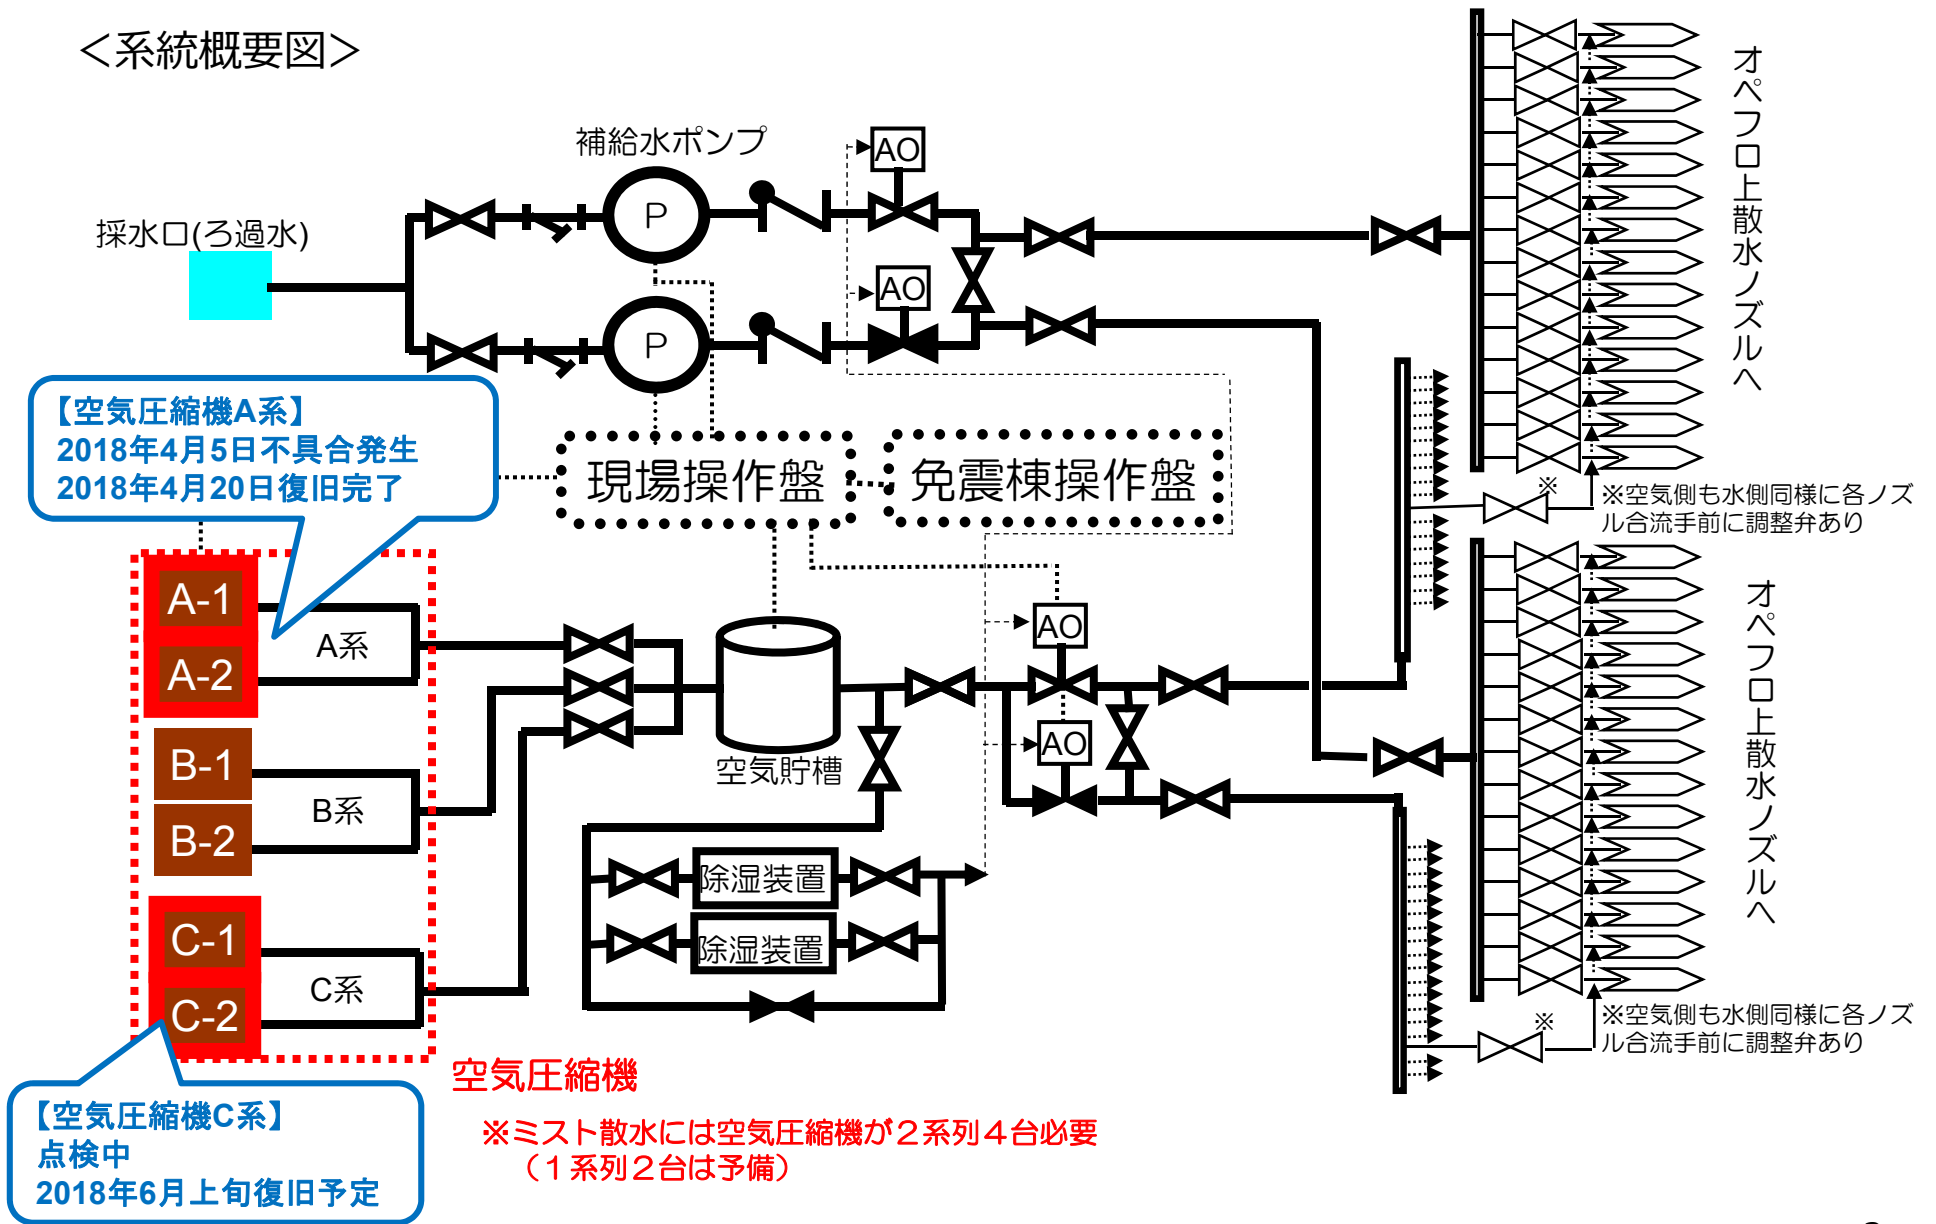 ＜系統概要図＞
補給水ポンプ
採水口(ろ過水)
P
P
AO
AO
オペフロ上散水ノズルへ
【空気圧縮機A系】
2018年4月5日不具合発生
2018年4月20日復旧完了
現場操作盤
免震棟操作盤
※
※空気側も水側同様に各ノズ
ル合流手前に調整弁あり
A-1
A-2
A系
B-1
B-2
B系
C-1
C-2
C系
空気貯槽
AO
AO
除湿装置
除湿装置
オペフロ上散水ノズルへ
※
※空気側も水側同様に各ノズ
ル合流手前に調整弁あり
空気圧縮機
※ミスト散水には空気圧縮機が２系列４台必要
（１系列２台は予備）
【空気圧縮機C系】
点検中
2018年6月上旬復旧予定